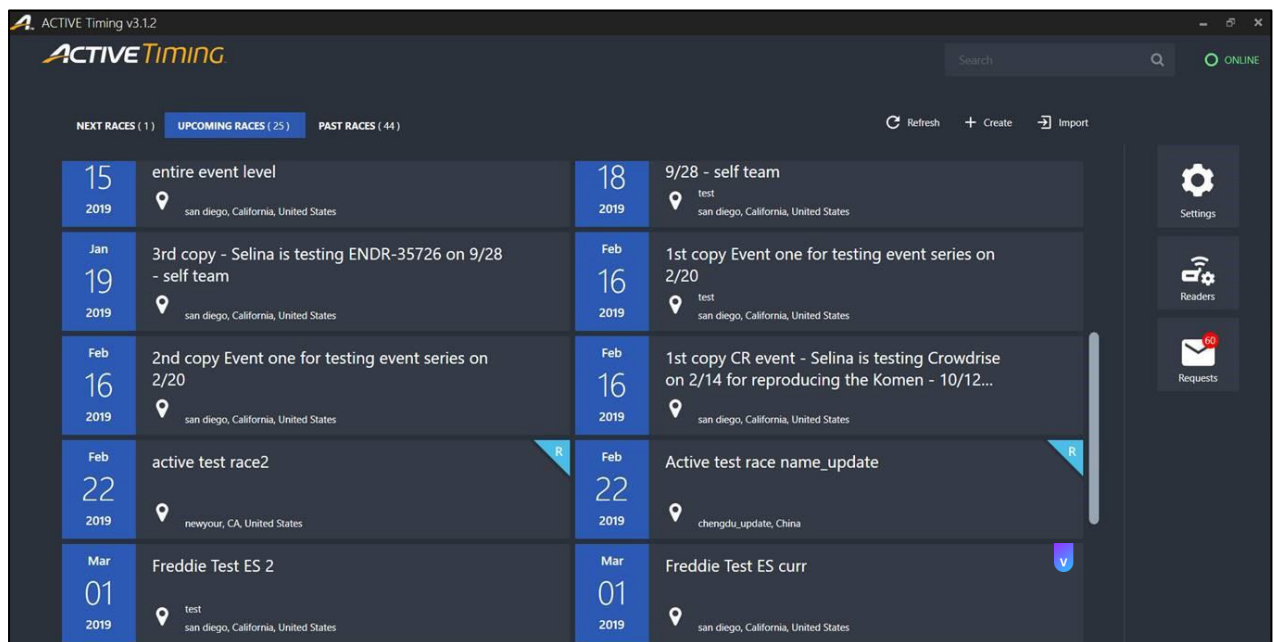 ACTIVE Timing v3.1.2
ACTIVE Timing
Search
ONLINE
NEXT RACES ( 1 )
UPCOMING RACES ( 25 )
PAST RACES ( 44 )
Refresh
Create
Import
15
2019
entire event level
san diego, California, United States
18
2019
9/28 - self team
test
san diego, California, United States
Jan
19
2019
3rd copy - Selina is testing ENDR-35726 on 9/28
- self team
san diego, California, United States
Feb
16
2019
1st copy Event one for testing event series on
2/20
test
san diego, California, United States
Feb
16
2019
2nd copy Event one for testing event series on
2/20
san diego, California, United States
Feb
16
2019
1st copy CR event - Selina is testing Crowdrise
on 2/14 for reproducing the Komen - 10/12...
san diego, California, United States
Feb
22
2019
active test race2
R
newyour, CA, United States
Feb
22
2019
Active test race name_update
R
chengdu_update, China
Mar
01
2019
Freddie Test ES 2
test
san diego, California, United States
Mar
01
2019
Freddie Test ES curr
V
san diego, California, United States
Settings
Readers
60
Requests